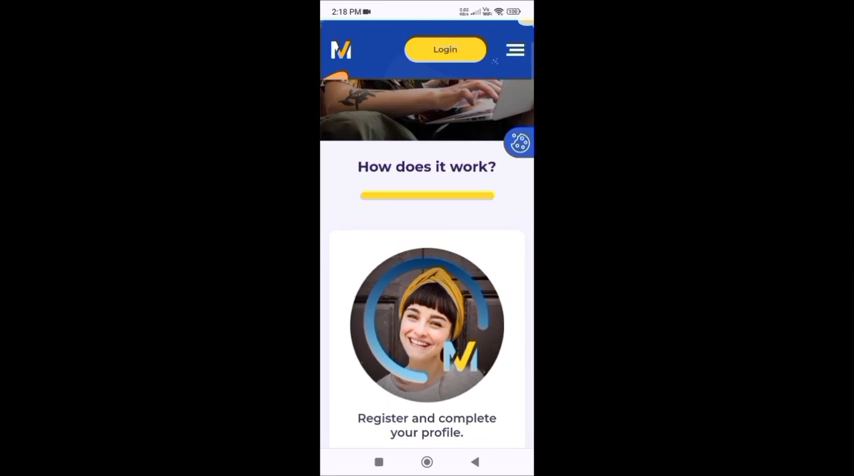 2:18 PM
Login
How does it work?
Register and complete
your profile.